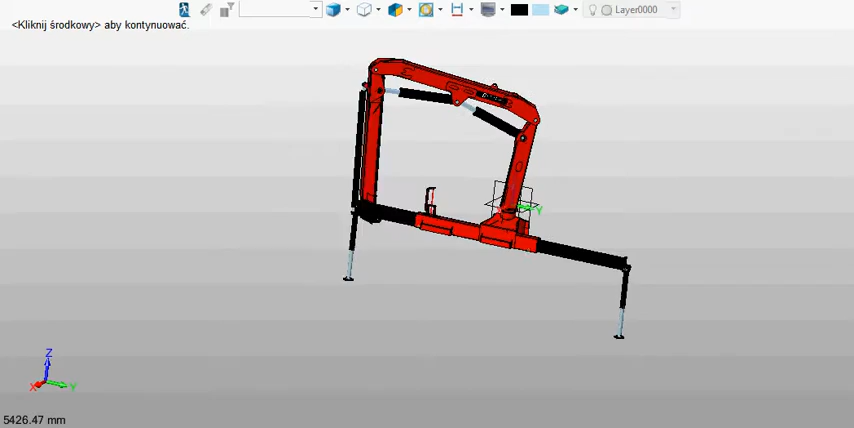 Layer0000
<Kliknij środkowy> aby kontynuować.
Y
Z
X
Y
5426.47 mm